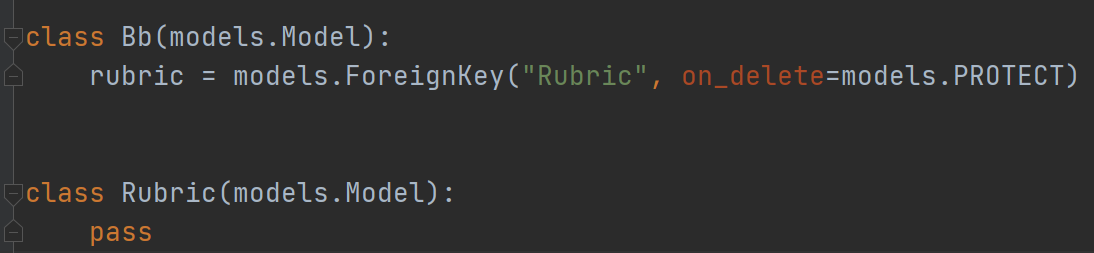 class Bb(models.Model):
    rubric = models.ForeignKey("Rubric", on_delete=models.PROTECT)
class Rubric(models.Model):
    pass